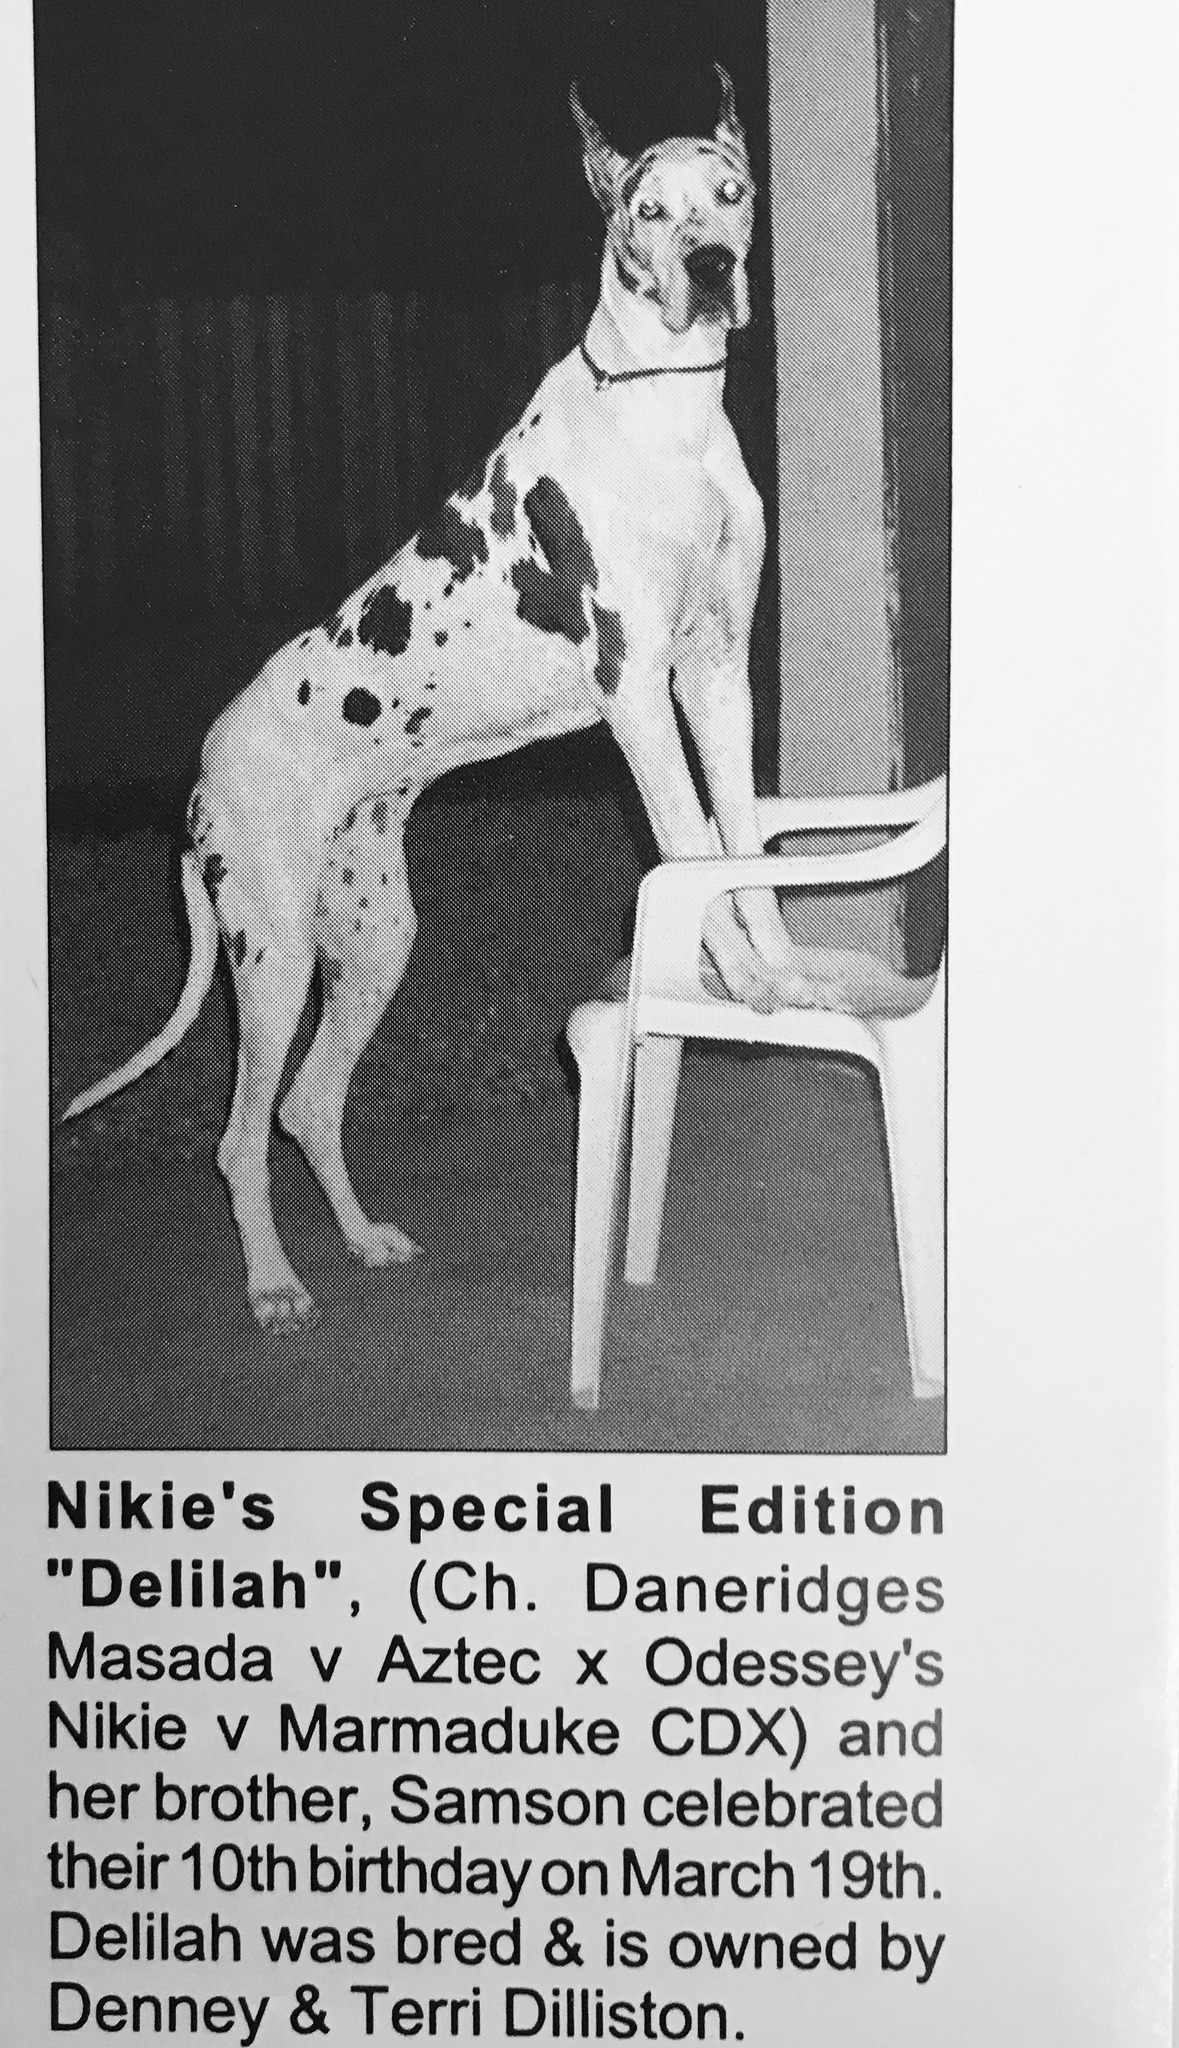 Nikie's Special Edition
"Delilah", (Ch. Daneridges
Masada v Aztec x Odessey's
Nikie v Marmaduke CDX) and
her brother, Samson celebrated
their 10th birthday on March 19th.
Delilah was bred & is owned by
Denney & Terri Dilliston.